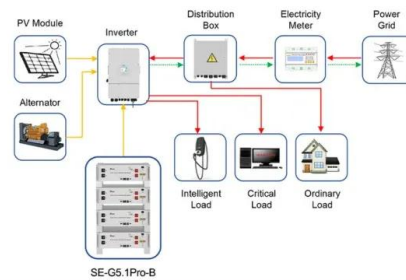 PV Module
Inverter
Distribution
Box
Electricity
Meter
Power
Grid
Alternator
Intelligent
Load
Critical
Load
Ordinary
Load
SE-G5.1Pro-B